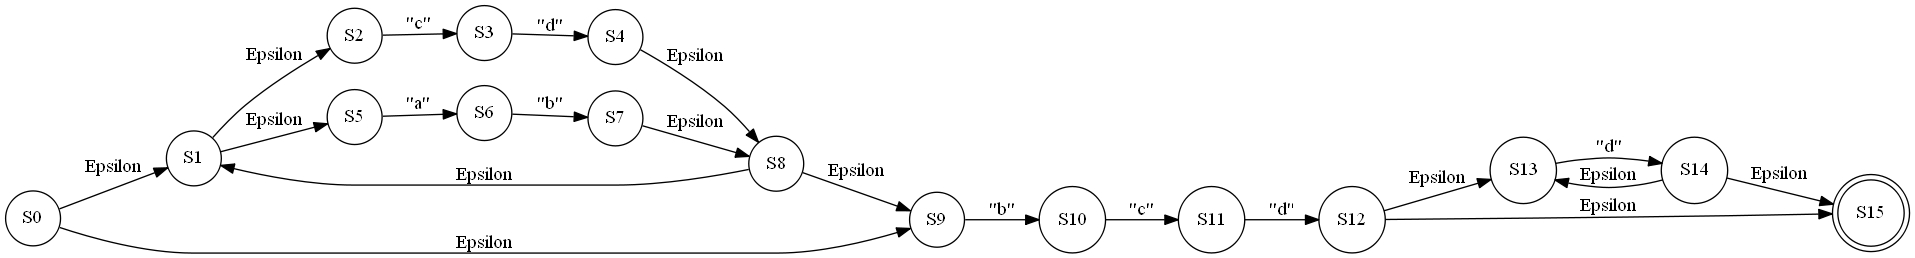 S0
Epsilon
Epsilon
S1
Epsilon
Epsilon
S2
"c"
S3
"d"
S4
Epsilon
S5
"a"
S6
"b"
S7
Epsilon
Epsilon
S8
Epsilon
S9
"b"
S10
"c"
S11
"d"
S12
Epsilon
Epsilon
S13
"d"
Epsilon
S14
Epsilon
S15